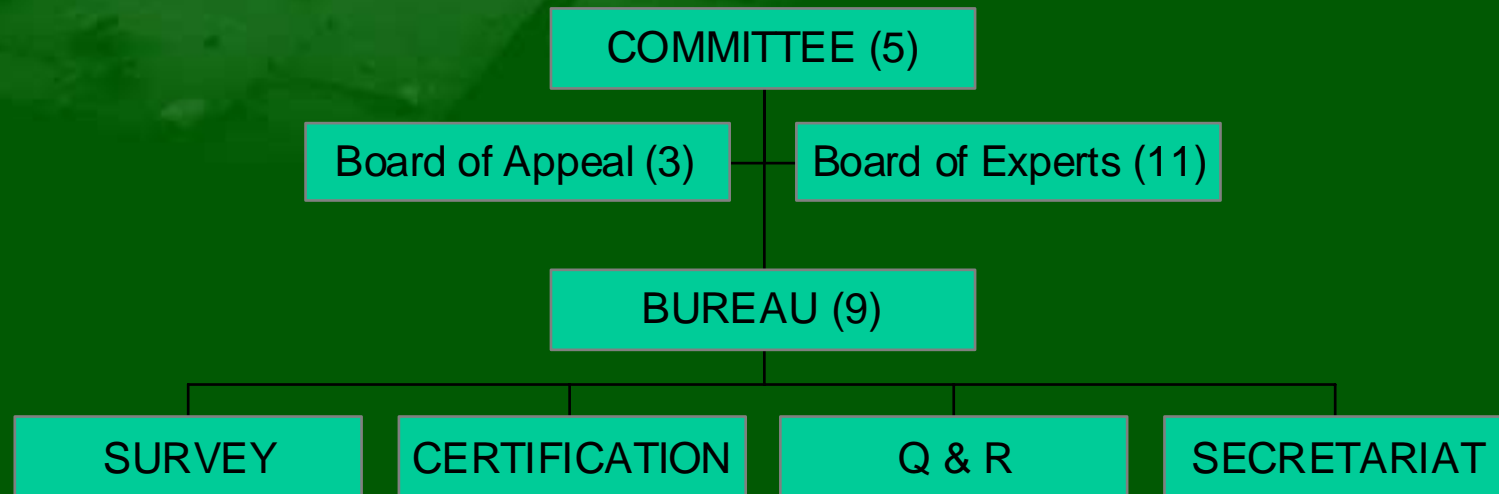 COMMITTEE (5)
Board of Appeal (3)
Board of Experts (11)
BUREAU (9)
SURVEY
CERTIFICATION
Q & R
SECRETARIAT